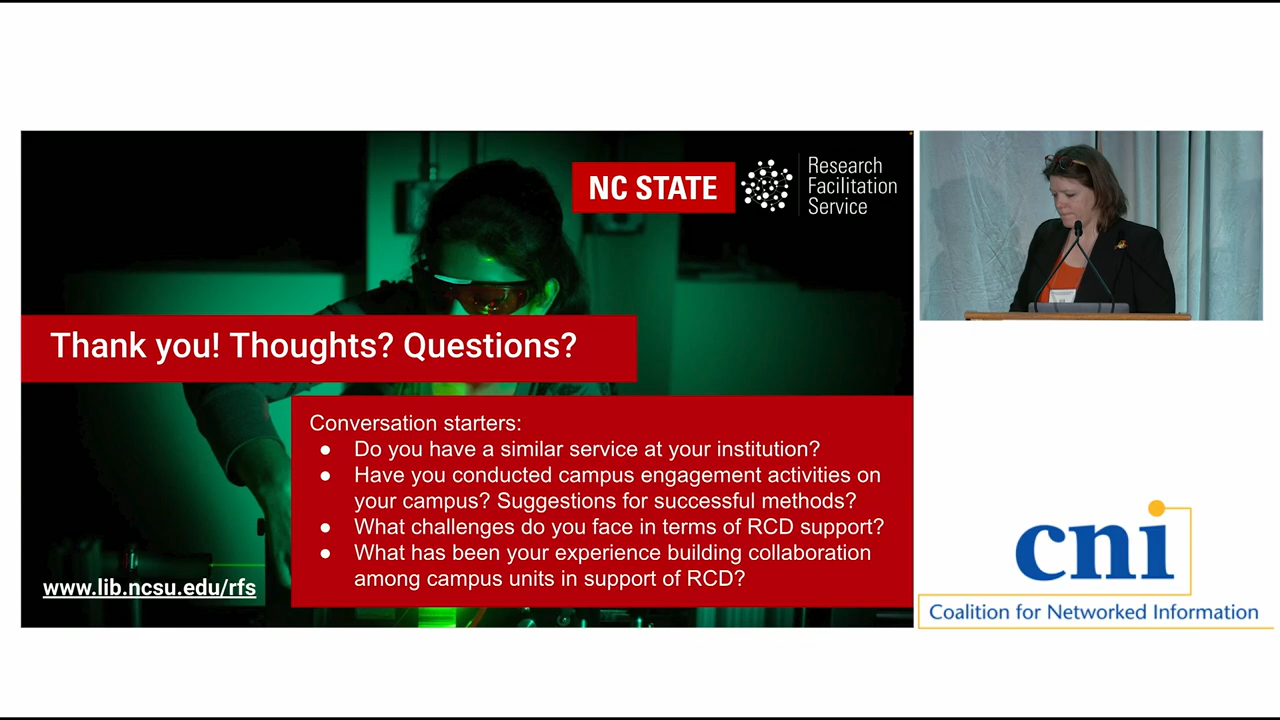 NC STATE
Research
Facilitation
Service
Thank you! Thoughts? Questions?
Conversation starters:
● Do you have a similar service at your institution?
● Have you conducted campus engagement activities on
your campus? Suggestions for successful methods?
● What challenges do you face in terms of RCD support?
● What has been your experience building collaboration
among campus units in support of RCD?
www.lib.ncsu.edu/rfs
cni
Coalition for Networked Information